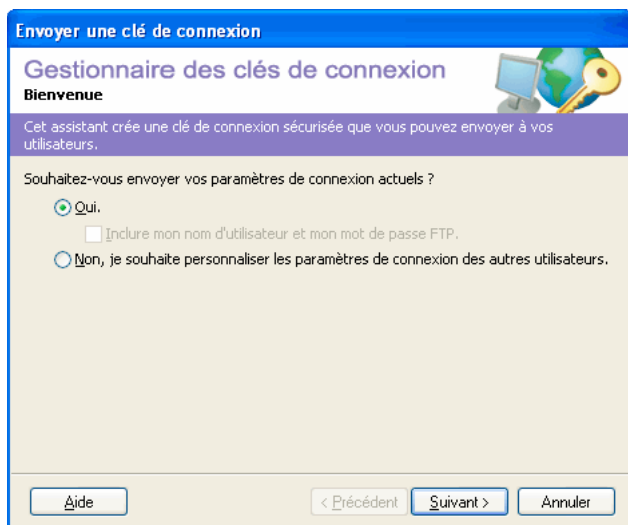 Envoyer une clé de connexion
Gestionnaire des clés de connexion
Bienvenue
Cet assistant crée une clé de connexion sécurisée que vous pouvez envoyer à vos
utilisateurs.
Souhaitez-vous envoyer vos paramètres de connexion actuels ?
Oui.
Inclure mon nom d'utilisateur et mon mot de passe FTP.
Non, je souhaite personnaliser les paramètres de connexion des autres utilisateurs.
Aide
< Précédent
Suivant >
Annuler